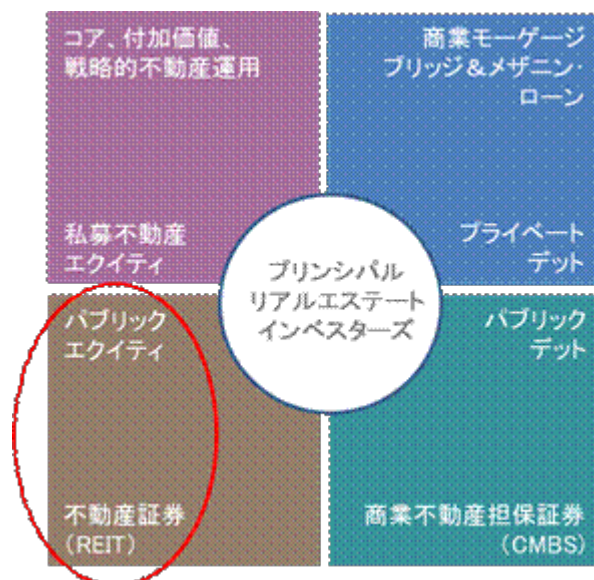 コア、付加価値、
戦略的不動産運用
私募不動産
エクイティ
商業モーゲージ
ブリッジ＆メザニン・
ローン
プライベート
デット
プリンシパル
リアルエステート
インベスターズ
パブリック
エクイティ
不動産証券
(REIT)
パブリック
デット
商業不動産担保証券
(CMBS)